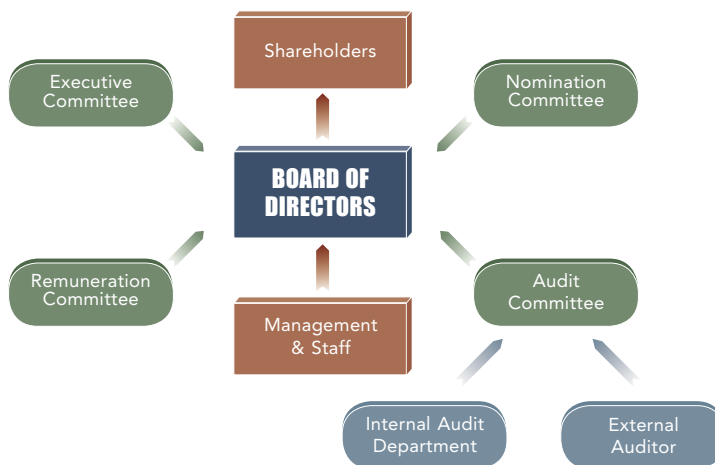 Shareholders
Executive
Committee
Nomination
Committee
BOARD OF
DIRECTORS
Remuneration
Committee
Management
& Staff
Audit
Committee
Internal Audit
Department
External
Auditor